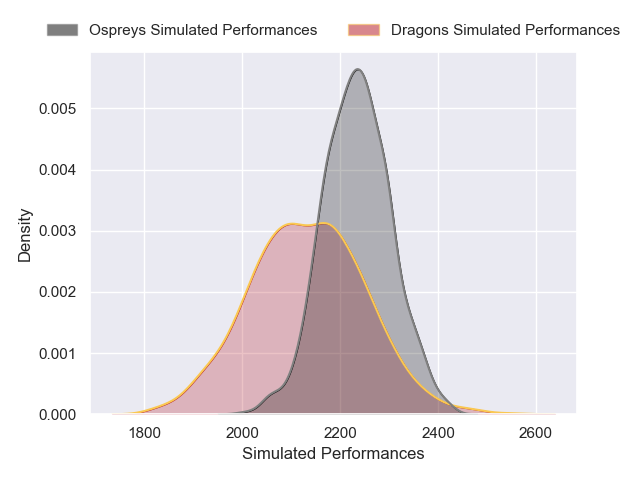 Ospreys Simulated Performances
Dragons Simulated Performances
0.005
0.004
0.003
0.002
0.001
0.000
Density
1800
2000
2200
2400
2600
Simulated Performances